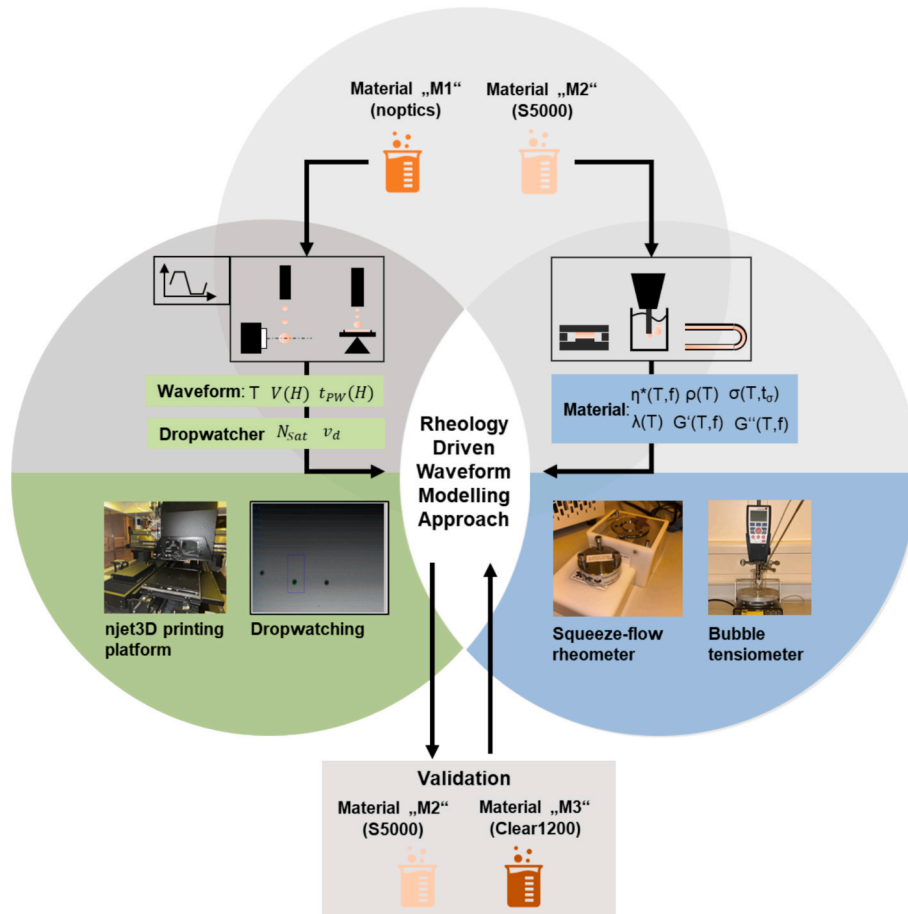 Material „M1“
(noptics)
Material „M2“
(S5000)
Waveform: T V(H) t_PW(H)
Dropwatcher N_Sat v_d
Material: η*(T,f) ρ(T) σ(T,t_σ)
λ(T) G‘(T,f) G“(T,f)
Rheology
Driven
Waveform
Modelling
Approach
njet3D printing
platform
Dropwatching
Squeeze-flow
rheometer
Bubble
tensiometer
Validation
Material „M2“
(S5000)
Material „M3“
(Clear1200)